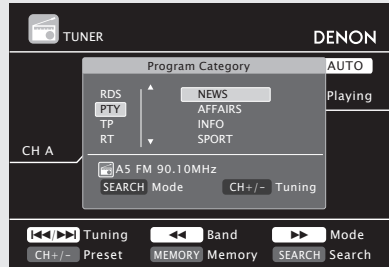 TUNER
DENON
Program Category
AUTO
RDS
NEWS
PTY
AFFAIRS
Playing
TP
INFO
RT
SPORT
CH A
A5 FM 90.10MHz
SEARCH Mode CH+/- Tuning
⏮/⏭ Tuning ◀◀ Band ▶▶ Mode
CH+/- Preset MEMORY Memory SEARCH Search